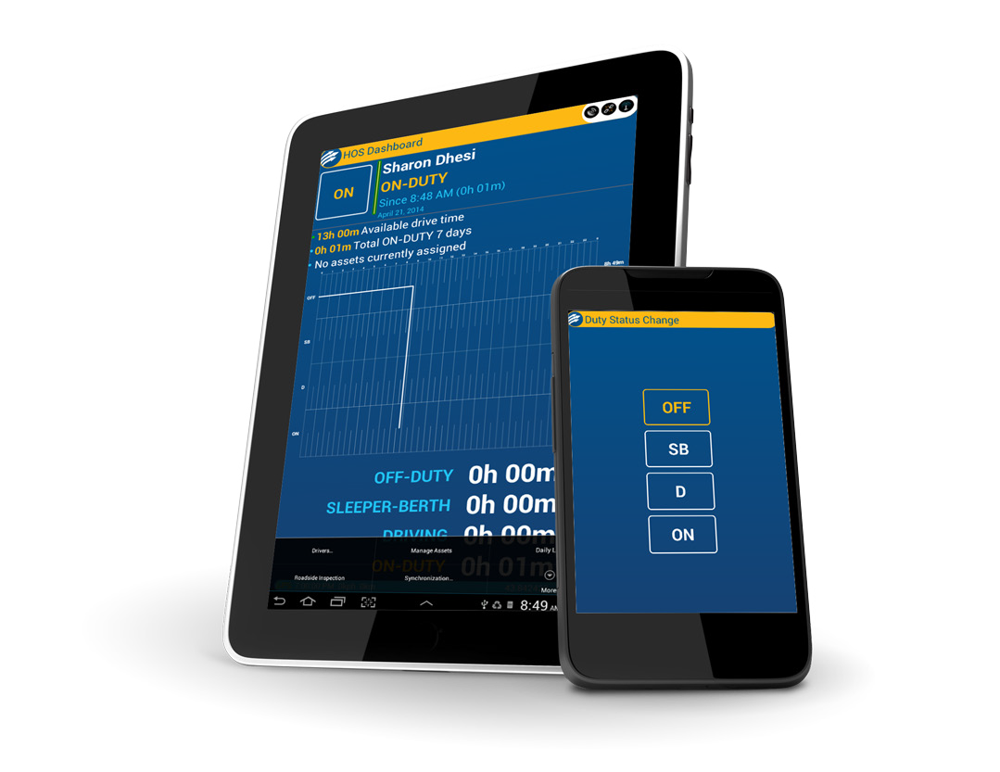 HOS Dashboard
ON
Sharon Dhesi
ON-DUTY
Since 8:48 AM (0h 01m)
April 21, 2014
13h 00m Available drive time
0h 01m Total ON-DUTY 7 days
No assets currently assigned
8h 49m
OFF
SB
D
ON
OFF-DUTY 0h 00m
SLEEPER-BERTH 0h 00m
DRIVING 0h 00m
ON-DUTY 0h 01m
Drivers...
Manage Assets
Daily L
Roadside Inspection
Synchronization...
More
8:49 AM
Duty Status Change
OFF
SB
D
ON